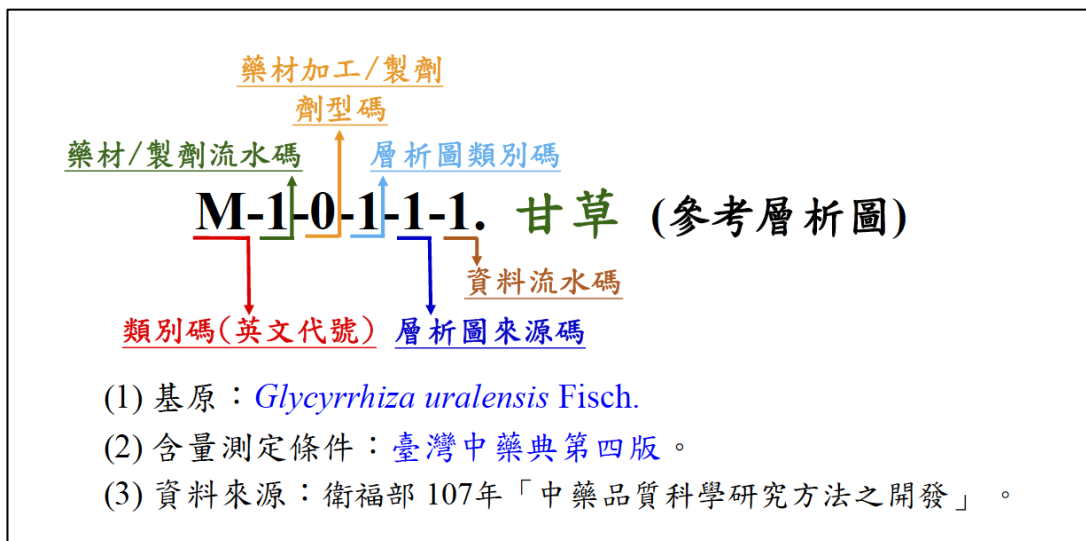 藥材加工/製劑
劑型碼
藥材/製劑流水碼
層析圖類別碼
M-1-0-1-1-1. 甘草 (參考層析圖)
資料流水碼
類別碼(英文代號)
層析圖來源碼
(1) 基原：Glycyrrhiza uralensis Fisch.
(2) 含量測定條件：臺灣中藥典第四版。
(3) 資料來源：衛福部 107年「中藥品質科學研究方法之開發」 。